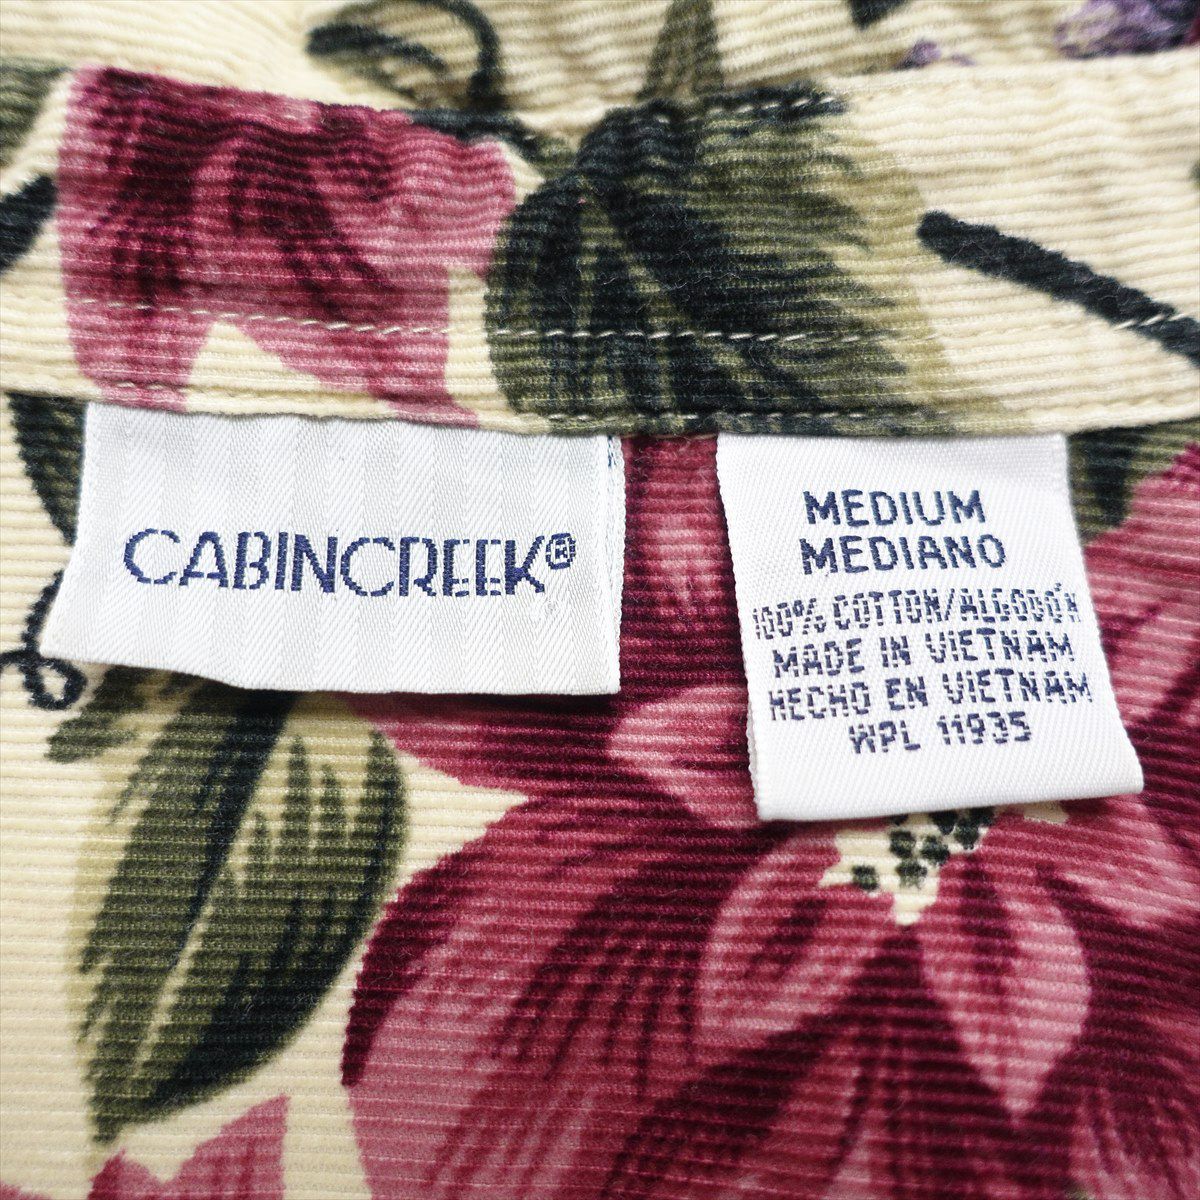 CABINCREEK®
MEDIUM
MEDIANO
100% COTTON/ALGODÓN
MADE IN VIETNAM
HECHO EN VIETNAM
WPL 11935